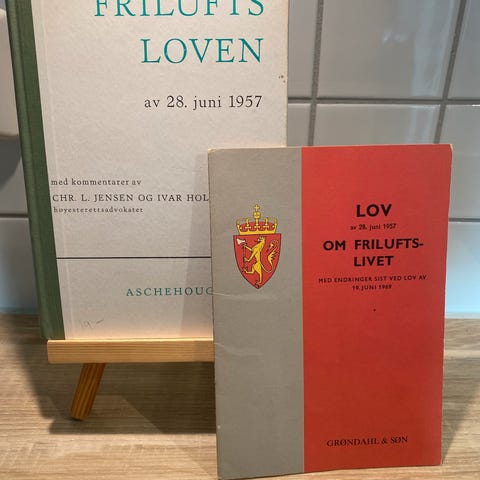 FRILUFTS
LOVEN
av 28. juni 1957
med kommentarer av
CHR. L. JENSEN OG IVAR HOL
høyesterettsadvokater
ASCHEHOUG
LOV
av 28. juni 1957
OM FRILUFTS-
LIVET
MED ENDRINGER SIST VED LOV AV
19. JUNI 1969
GRØNDAHL & SØN